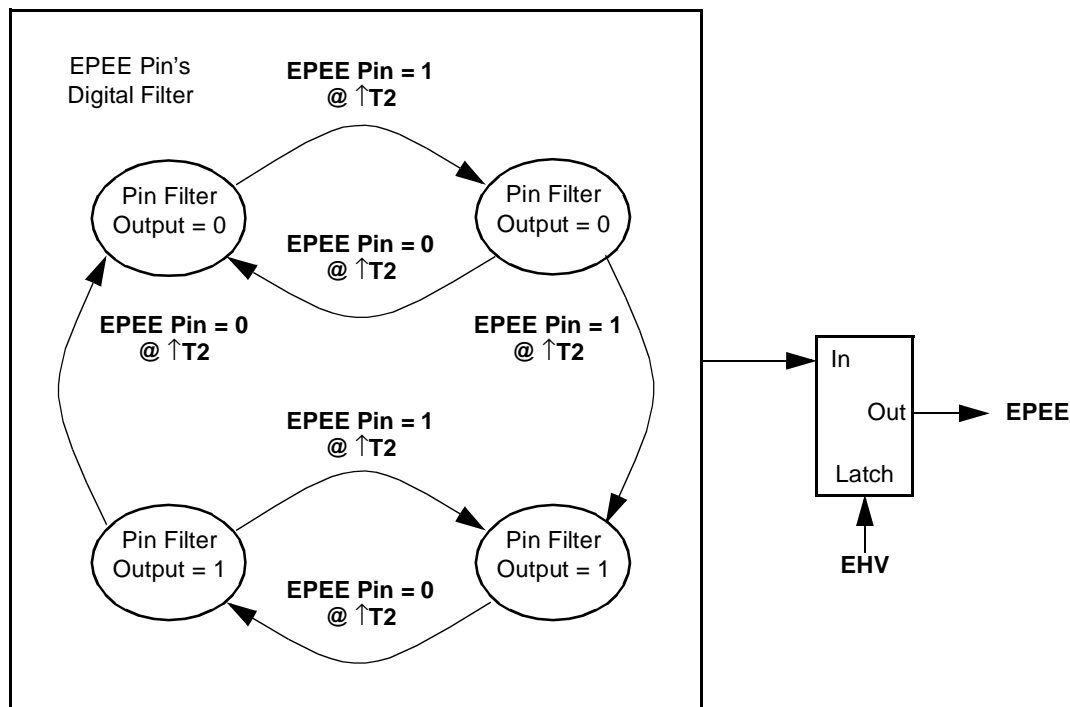 EPEE Pin's
Digital Filter
EPEE Pin = 1
@ ↑T2
Pin Filter
Output = 0
Pin Filter
Output = 0
EPEE Pin = 0
@ ↑T2
EPEE Pin = 0
@ ↑T2
EPEE Pin = 1
@ ↑T2
In
Out
Latch
EPEE
EHV
EPEE Pin = 1
@ ↑T2
Pin Filter
Output = 1
Pin Filter
Output = 1
EPEE Pin = 0
@ ↑T2